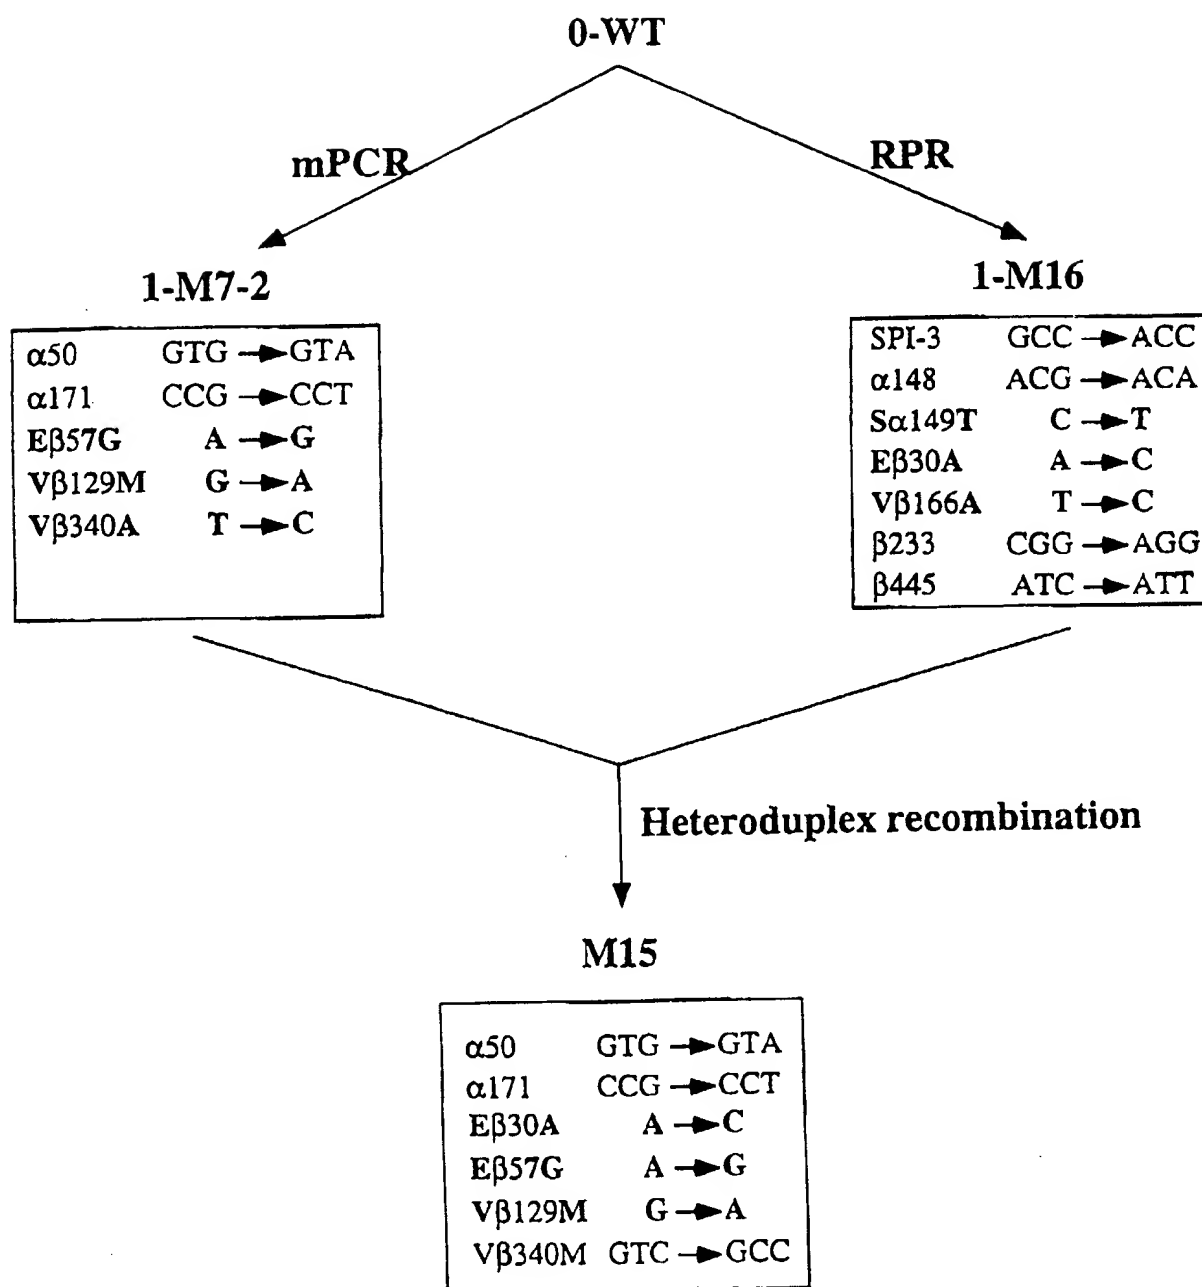 0-WT
mPCR
RPR
1-M7-2
α50 GTG → GTA
α171 CCG → CCT
Eβ57G A → G
Vβ129M G → A
Vβ340A T → C
1-M16
SPI-3 GCC → ACC
α148 ACG → ACA
Sα149T C → T
Eβ30A A → C
Vβ166A T → C
β233 CGG → AGG
β445 ATC → ATT
Heteroduplex recombination
M15
α50 GTG → GTA
α171 CCG → CCT
Eβ30A A → C
Eβ57G A → G
Vβ129M G → A
Vβ340M GTC → GCC